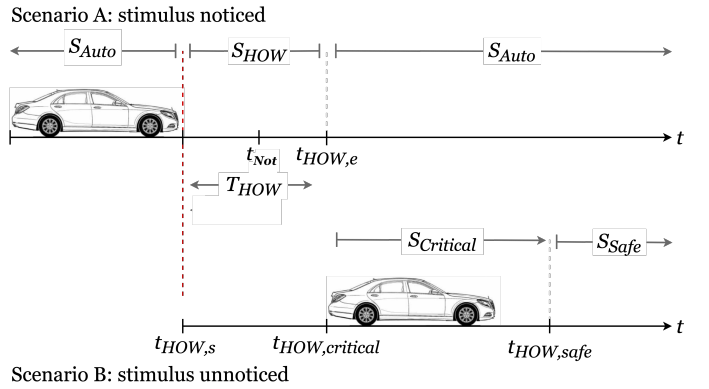 Scenario A: stimulus noticed
S_Auto S_HOW S_Auto
t
t_Not t_HOW,e
T_HOW
S_Critical S_Safe
t
t_HOW,s t_HOW,critical t_HOW,safe
Scenario B: stimulus unnoticed